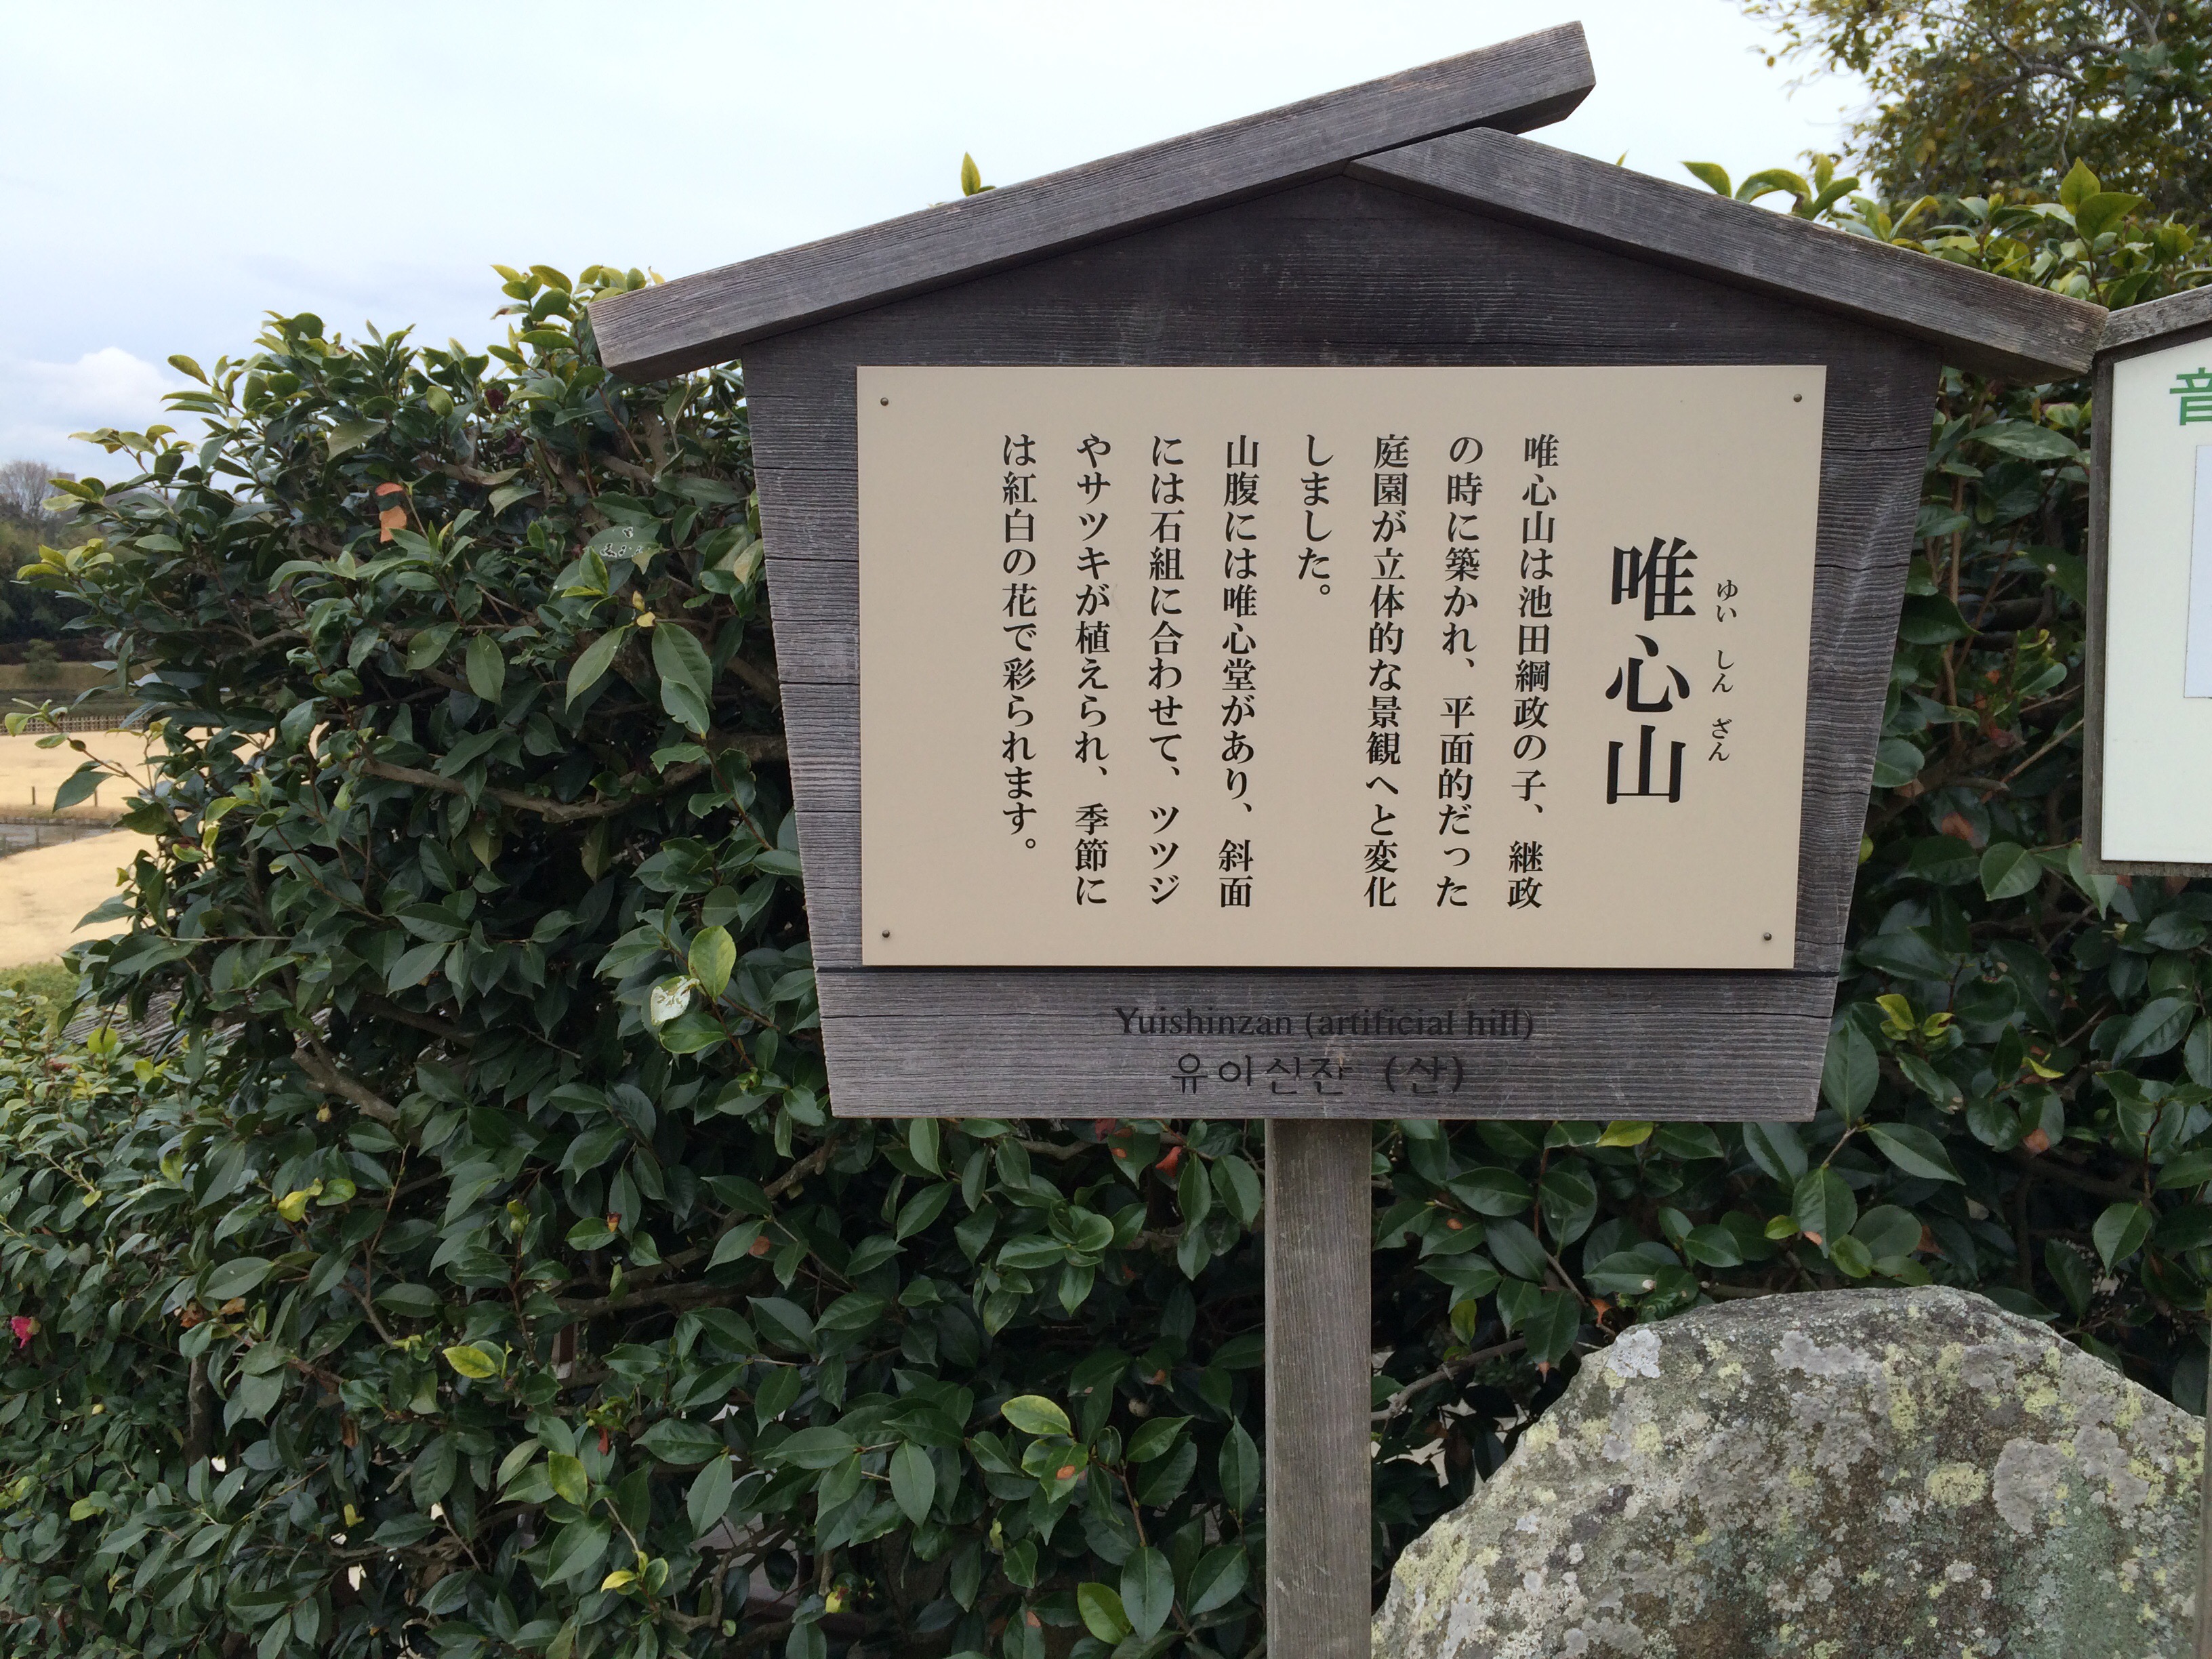 唯心山
ゆいしんざん
唯心山は池田綱政の子、継政
の時に築かれ、平面的だった
庭園が立体的な景観へと変化
しました。
山腹には唯心堂があり、斜面
には石組に合わせて、ツツジ
やサツキが植えられ、季節に
は紅白の花で彩られます。
Yuishinzan (artificial hill)
유이신잔 (산)
音